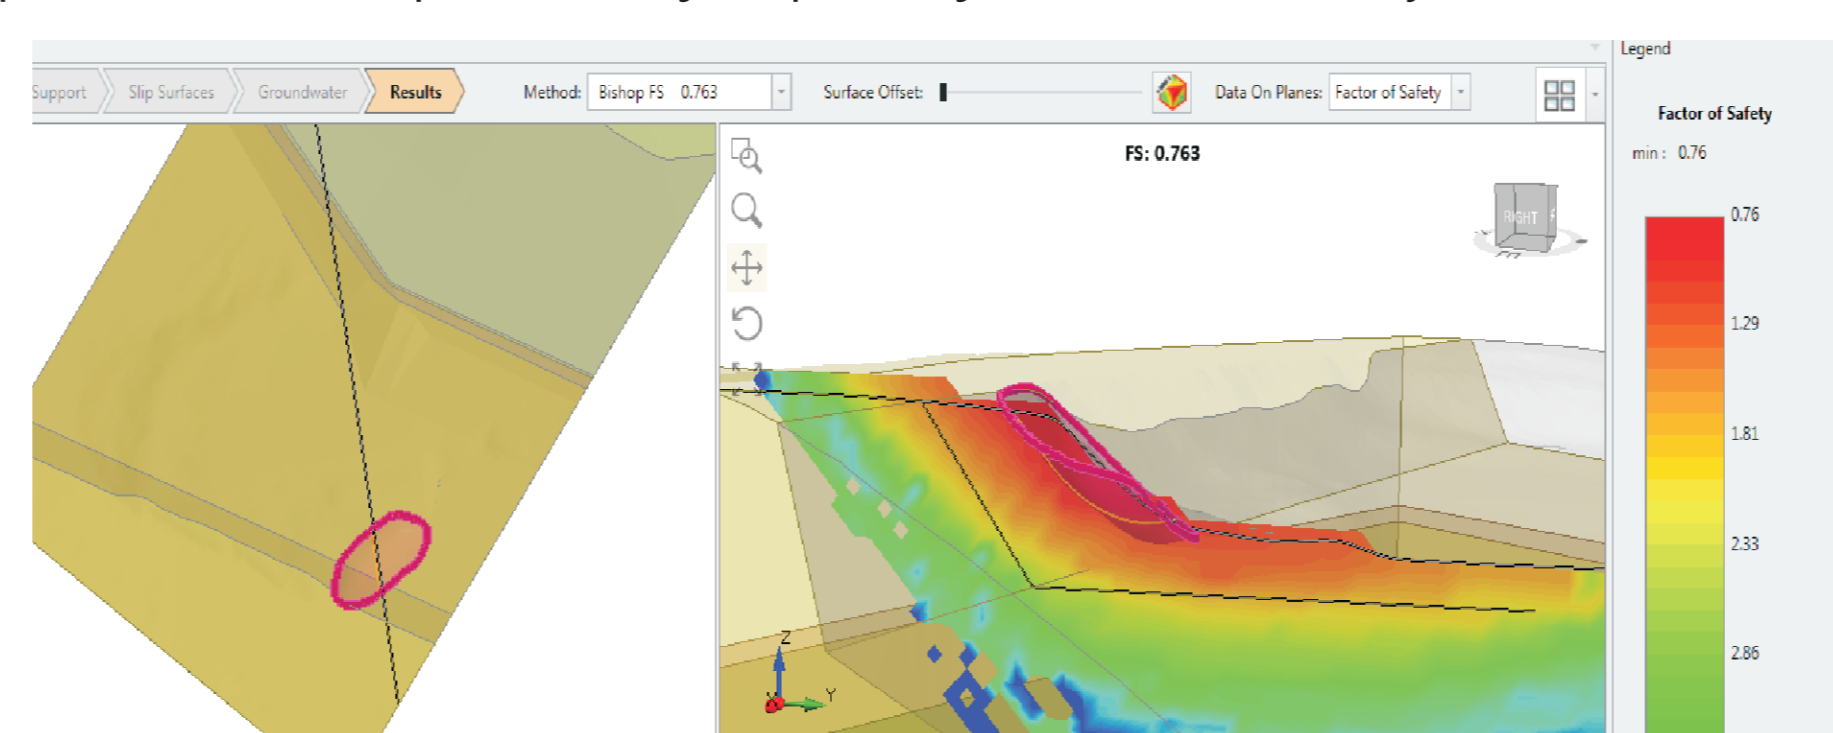 Legend
Support Slip Surfaces Groundwater Results Method: Bishop FS 0.763 Surface Offset: Data On Planes: Factor of Safety
Factor of Safety
FS: 0.763
min : 0.76
0.76
RIGHT F
1.29
1.81
2.33
2.86
Z
X Y